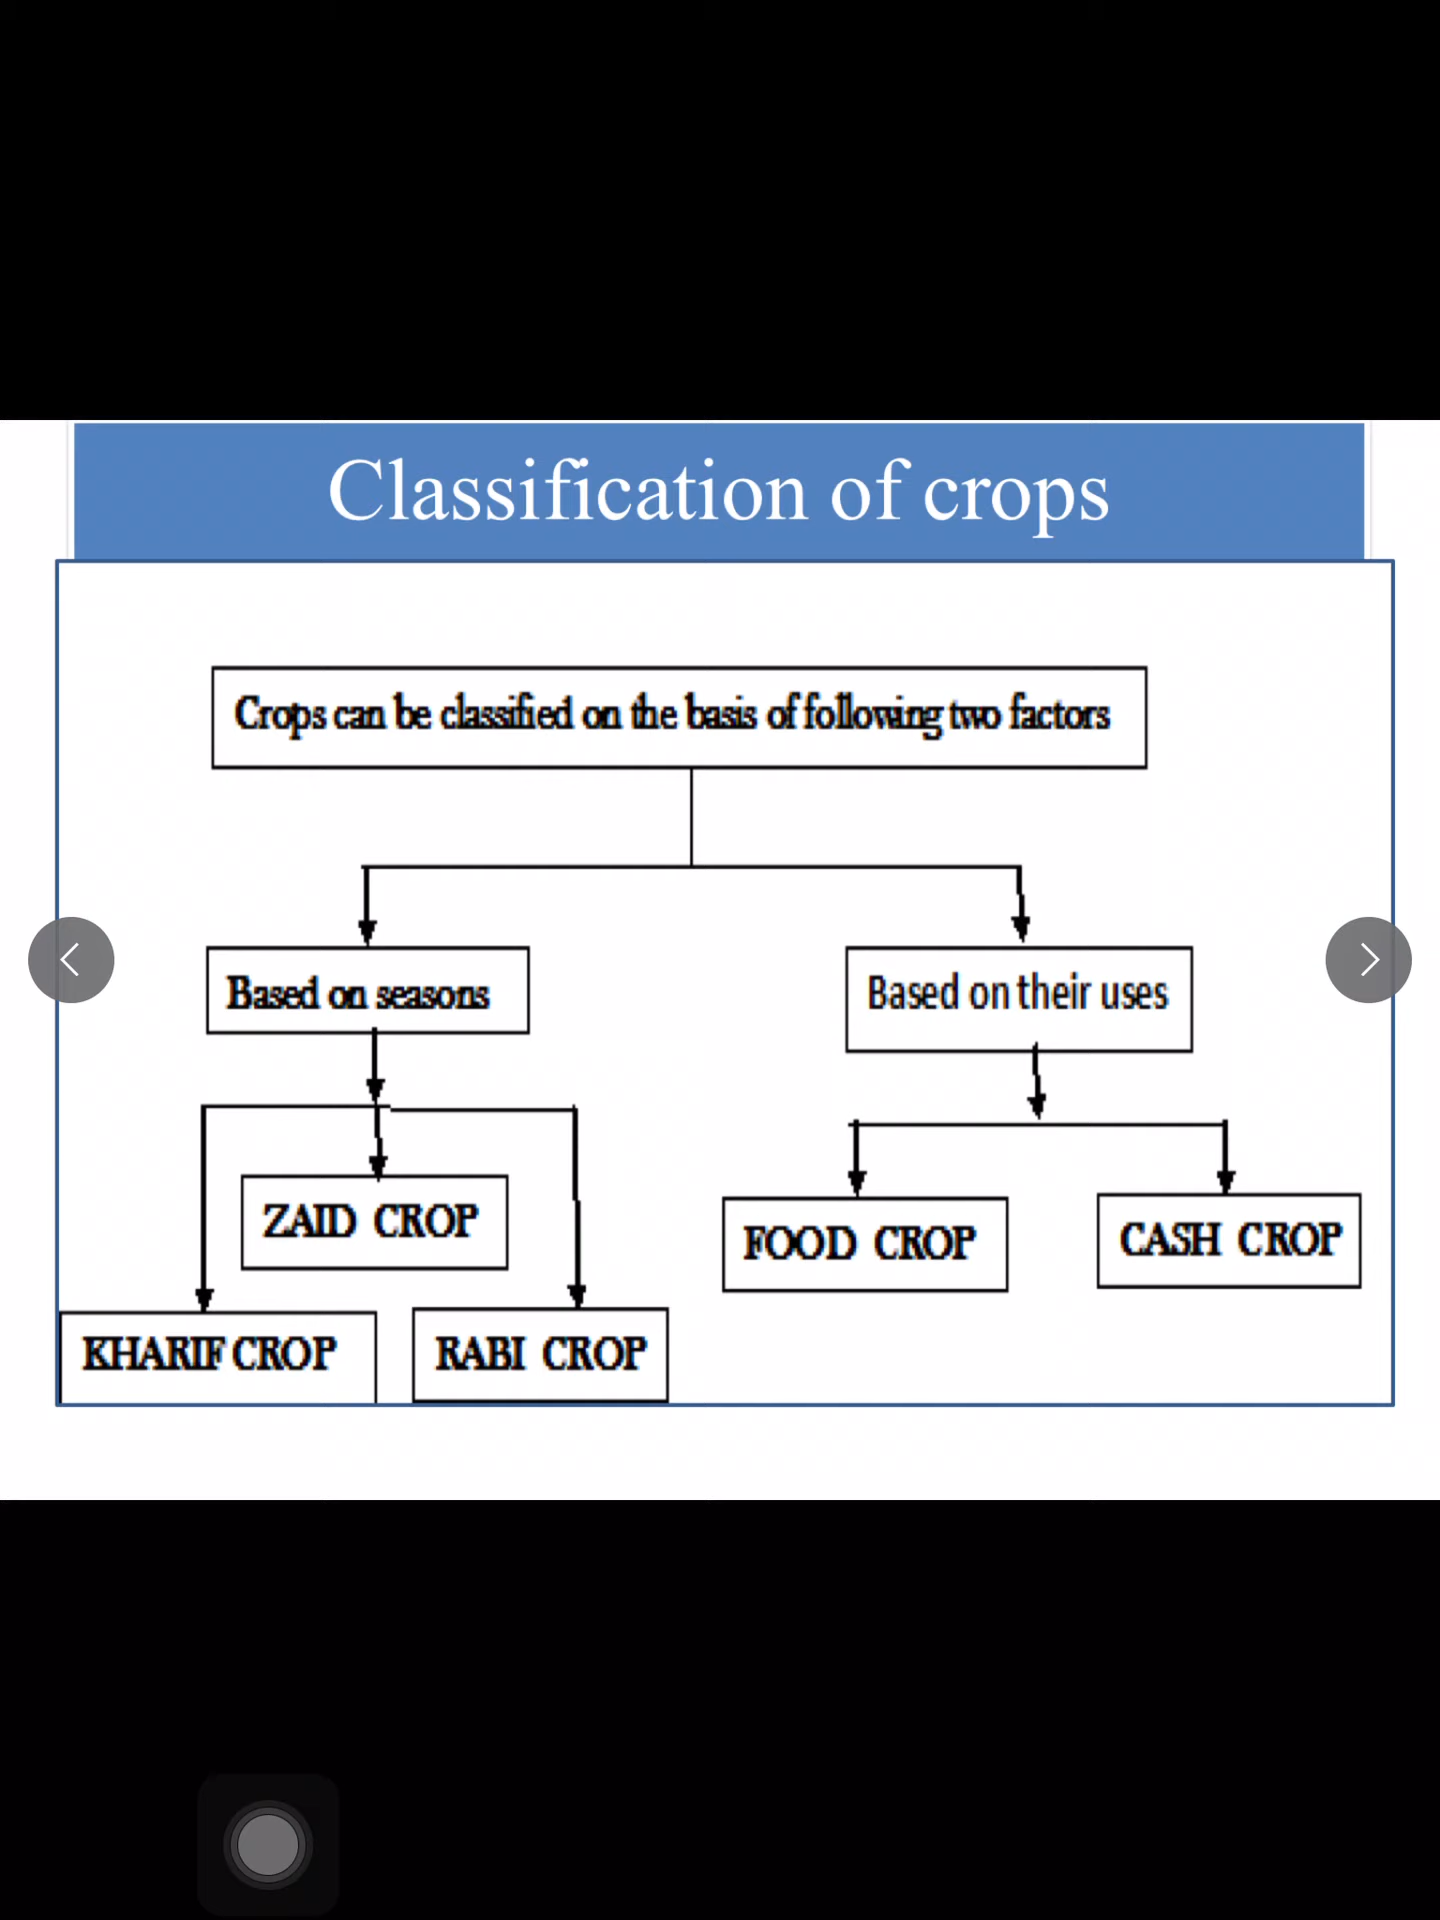 Classification of crops
Crops can be classified on the basis of following two factors
Based on seasons
Based on their uses
ZAID CROP
KHARIF CROP
RABI CROP
FOOD CROP
CASH CROP